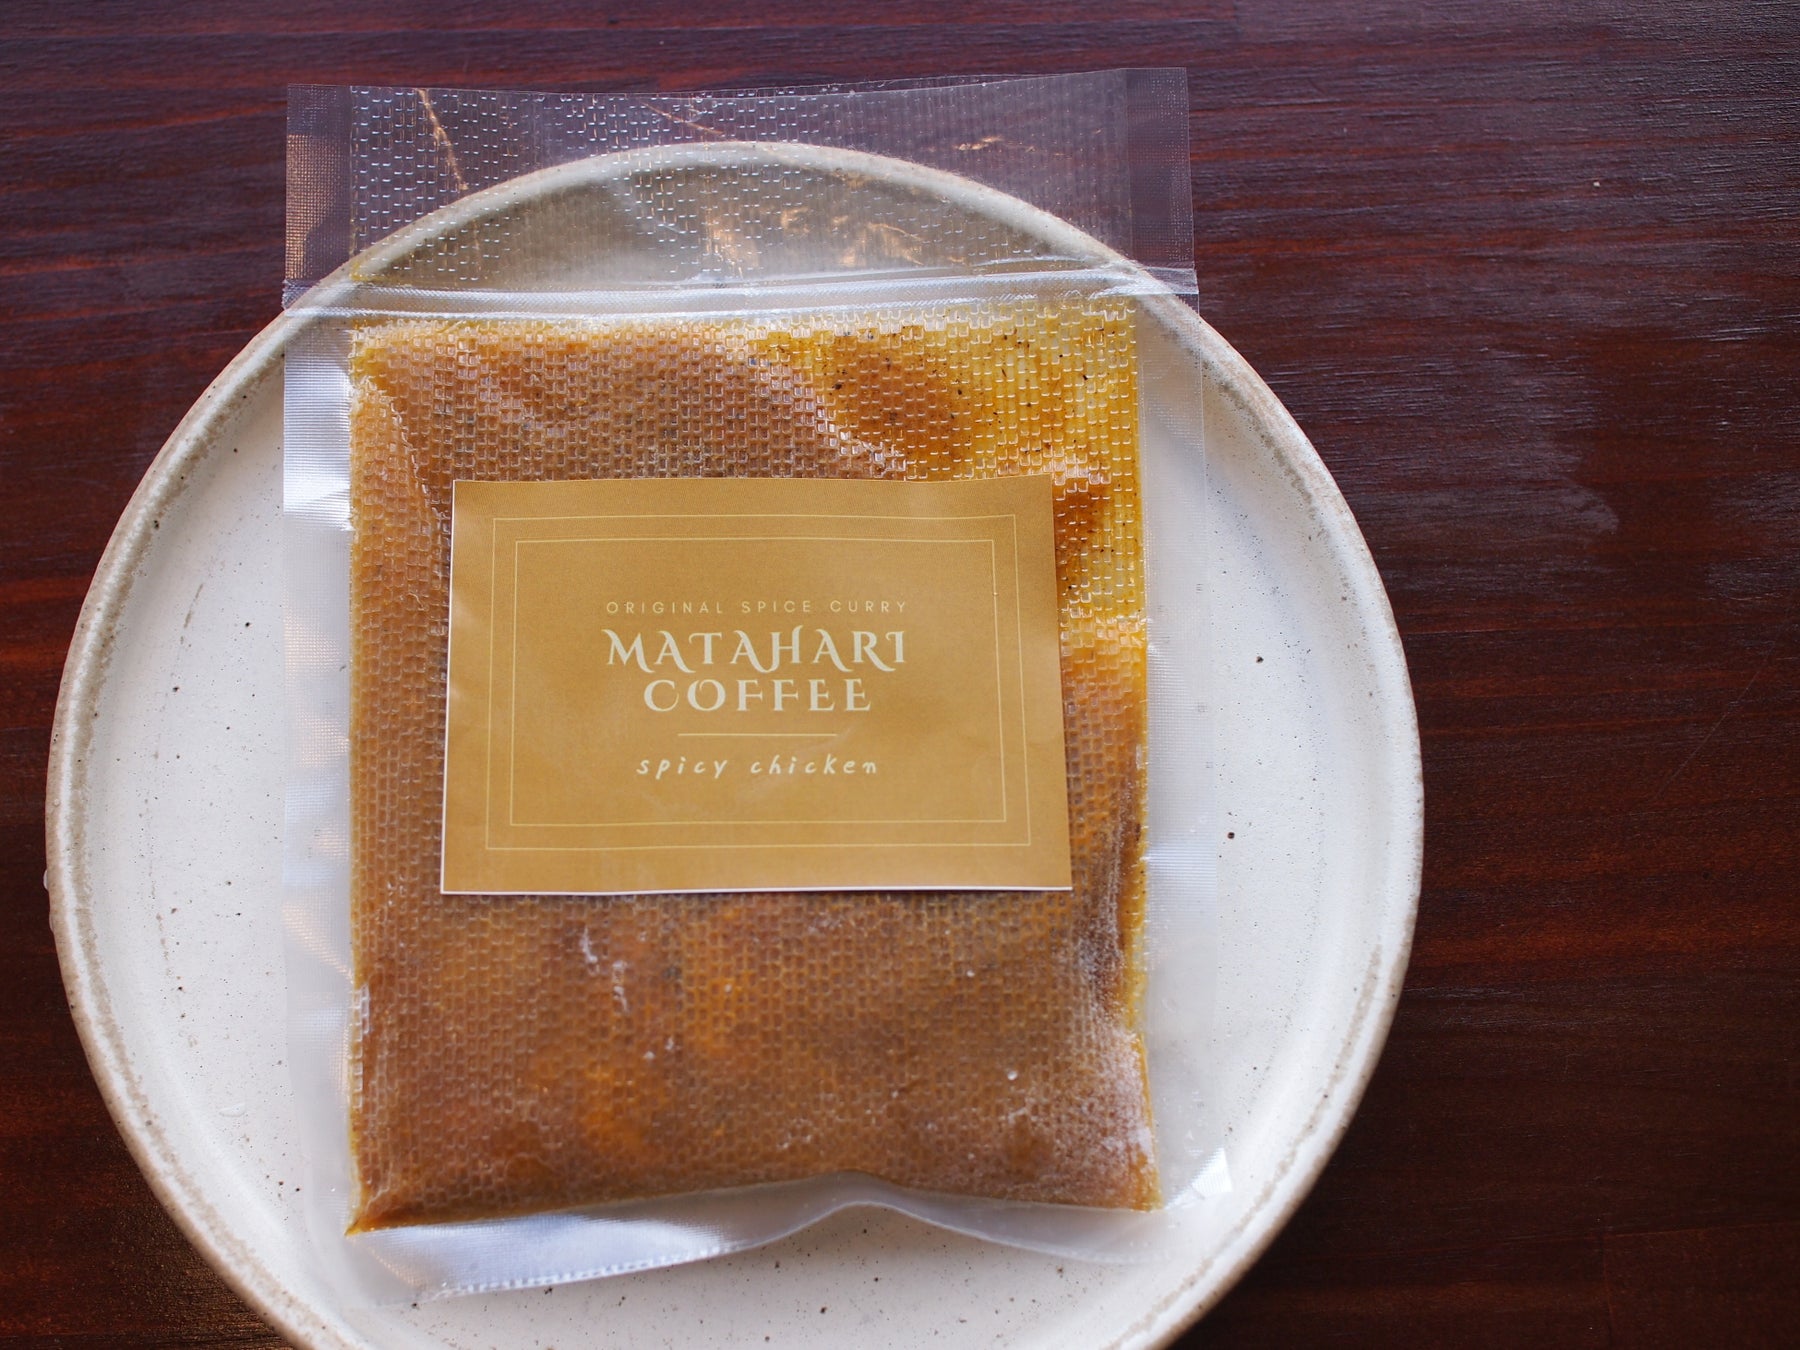 ORIGINAL SPICE CURRY
MATAHARI
COFFEE
spicy chicken